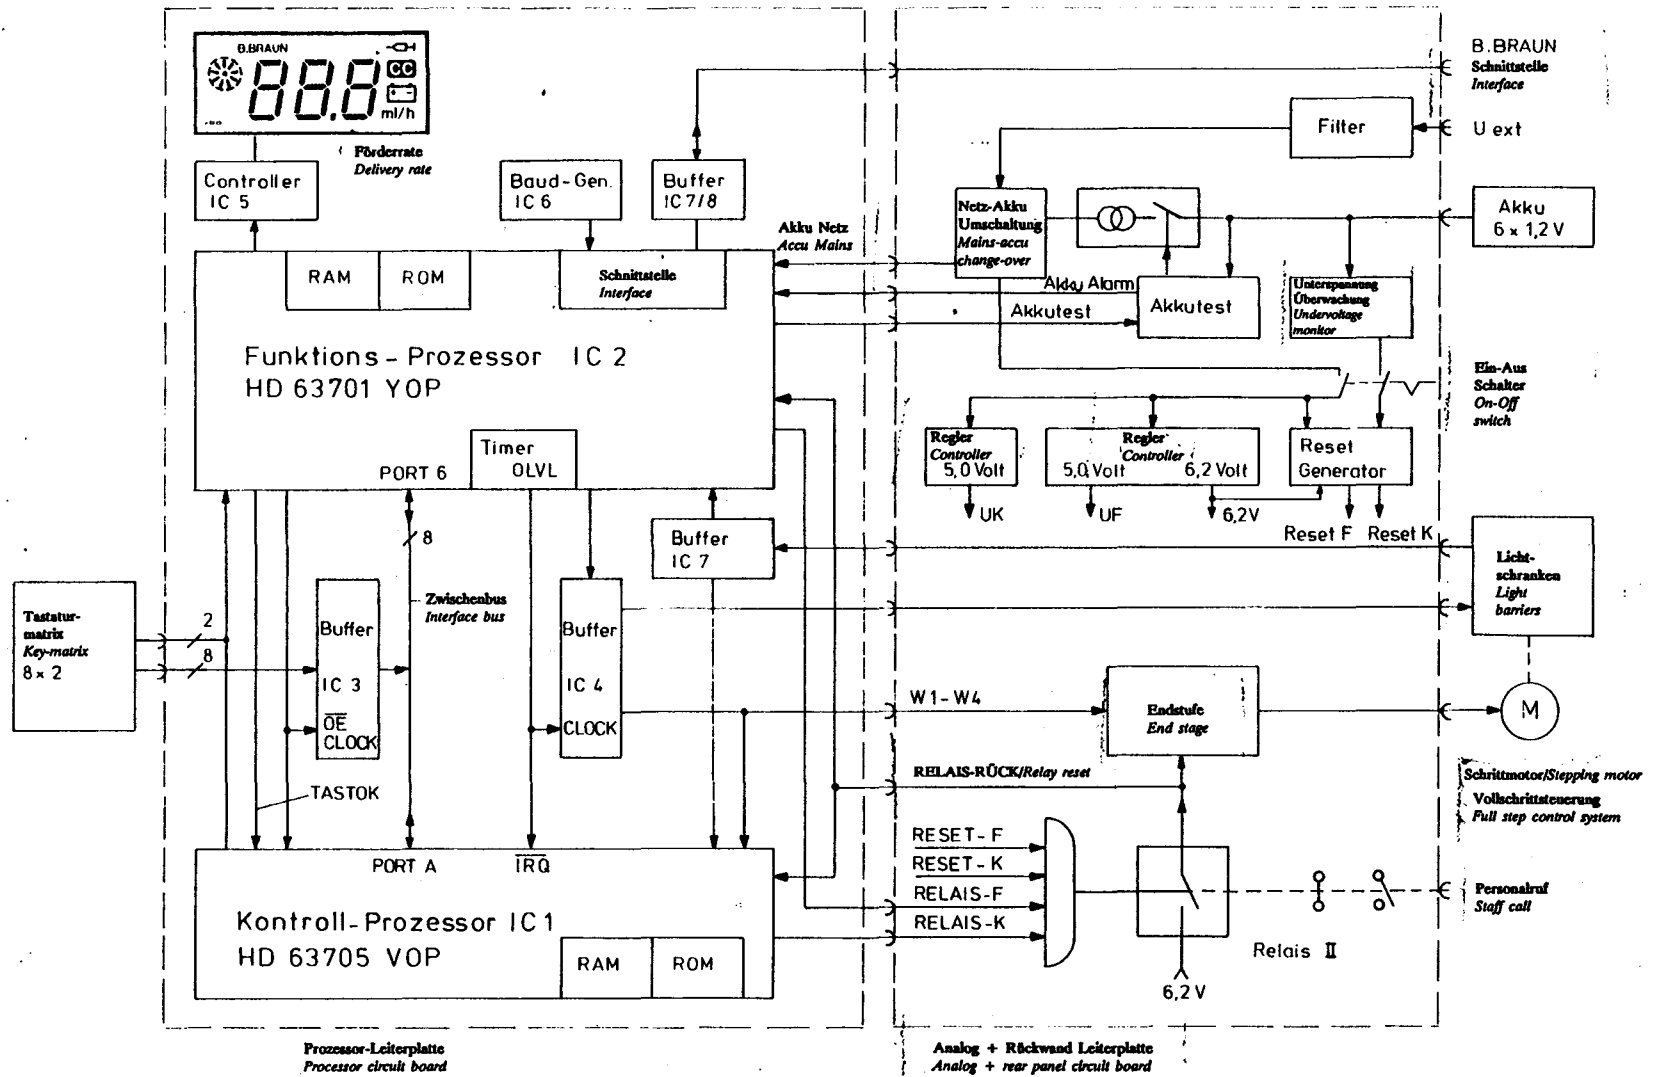 B.BRAUN
88.8
CC
ml/h
Förderrate
Delivery rate
Controller
IC 5
Baud-Gen.
IC 6
Buffer
IC 7/8
Akku Netz
Accu Mains
RAM
ROM
Schnittstelle
Interface
Funktions-Prozessor IC 2
HD 63701 YOP
Timer
OLVL
PORT 6
8
Buffer
IC 7
Tastatur-
matrix
Key-matrix
8 x 2
2
8
Buffer
IC 3
OE
CLOCK
Zwischenbus
Interface bus
Buffer
IC 4
CLOCK
TASTOK
PORT A
IRQ
Kontroll-Prozessor IC 1
HD 63705 VOP
RAM
ROM
Prozessor-Leiterplatte
Processor circuit board
B.BRAUN
Schnittstelle
Interface
Filter
U ext
Netz-Akku
Umschaltung
Mains-accu
change-over
Akku
6 x 1,2 V
Akku Alarm
Akkutest
Akkutest
Unterspannung
Überwachung
Undervoltage
monitor
Ein-Aus
Schalter
On-Off
switch
Regler
Controller
5,0 Volt
Regler
Controller
5,0 Volt
6,2 Volt
Reset
Generator
UK
UF
6,2V
Reset F
Reset K
Licht-
schranken
Light
barriers
W1-W4
Endstufe
End stage
M
RELAIS-RÜCK/Relay reset
Schrittmotor/Stepping motor
Vollschrittsteuerung
Full step control system
RESET-F
RESET-K
RELAIS-F
RELAIS-K
Relais II
6,2 V
Personalruf
Staff call
Analog + Rückwand Leiterplatte
Analog + rear panel circuit board